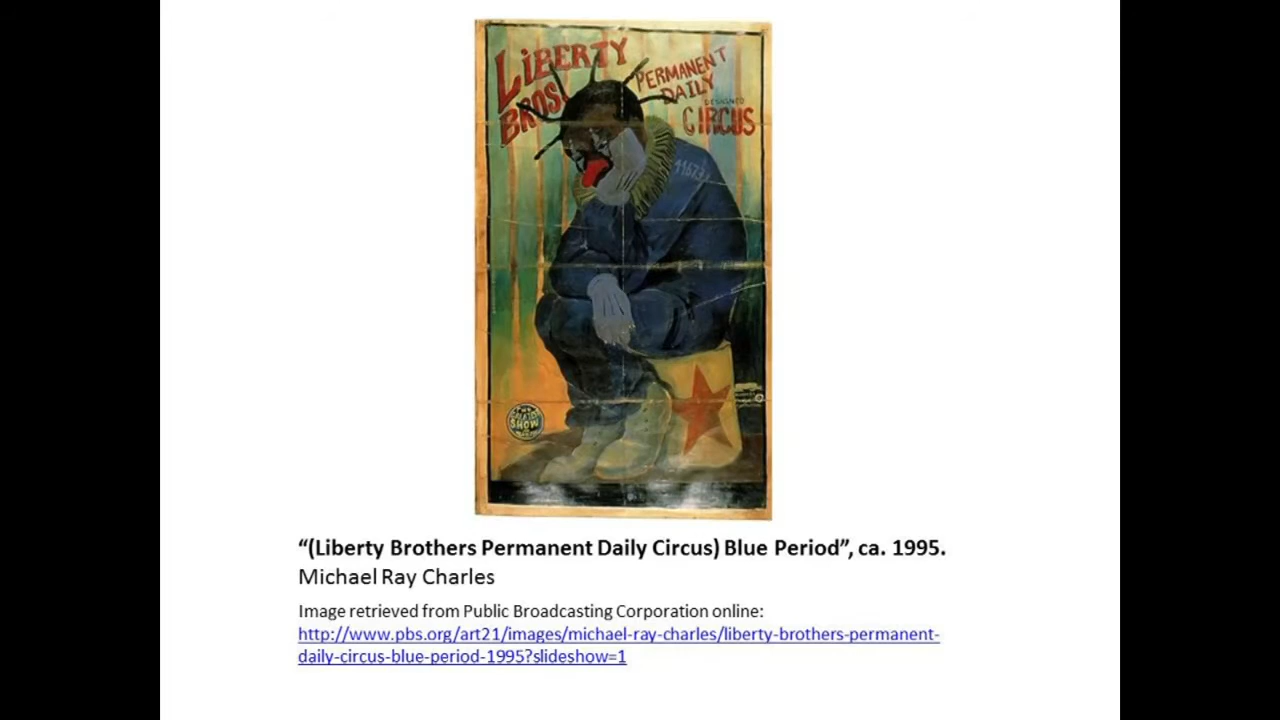 LiBERTY
BROS.
PERMANENT
DAILY
DESIGNED
CIRCUS
SHOW
“(Liberty Brothers Permanent Daily Circus) Blue Period”, ca. 1995.
Michael Ray Charles
Image retrieved from Public Broadcasting Corporation online:
http://www.pbs.org/art21/images/michael-ray-charles/liberty-brothers-permanent-
daily-circus-blue-period-1995?slideshow=1